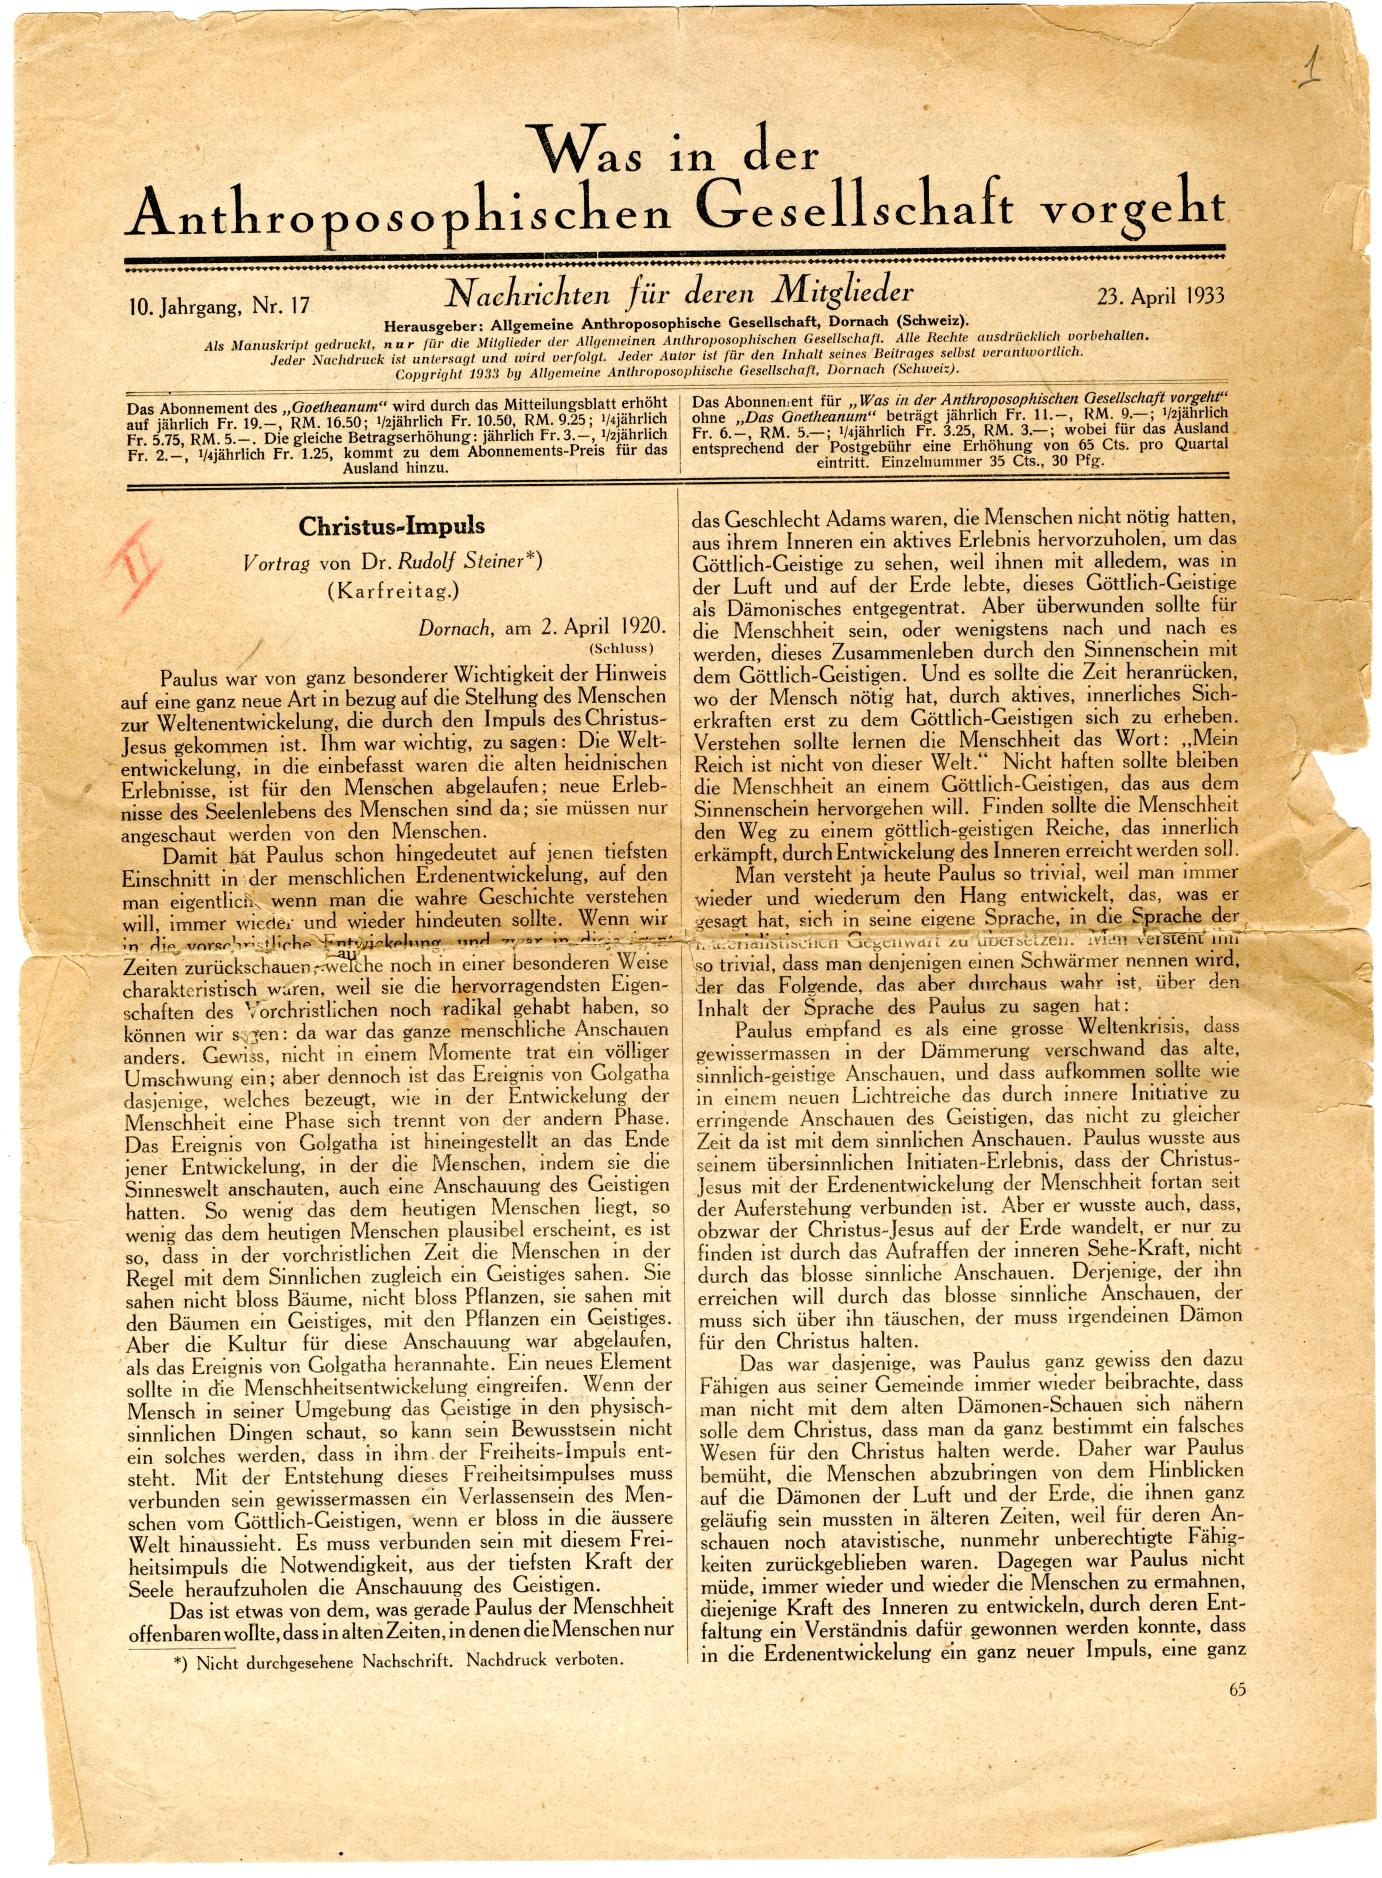 1
Was in der
Anthroposophischen Gesellschaft vorgeht
10. Jahrgang, Nr. 17
Nachrichten für deren Mitglieder
23. April 1933
Herausgeber: Allgemeine Anthroposophische Gesellschaft, Dornach (Schweiz).
Als Manuskript gedruckt, nur für die Mitglieder der Allgemeinen Anthroposophischen Gesellschaft. Alle Rechte ausdrücklich vorbehalten.
Jeder Nachdruck ist untersagt und wird verfolgt. Jeder Autor ist für den Inhalt seines Beitrages selbst verantwortlich.
Copyright 1933 by Allgemeine Anthroposophische Gesellschaft, Dornach (Schweiz).
Das Abonnement des „Goetheanum“ wird durch das Mitteilungsblatt erhöht
auf jährlich Fr. 19.–, RM. 16.50; 1/2jährlich Fr. 10.50, RM. 9.25; 1/4jährlich
Fr. 5.75, RM. 5.–. Die gleiche Betragserhöhung: jährlich Fr. 3.–, 1/2jährlich
Fr. 2.–, 1/4jährlich Fr. 1.25, kommt zu dem Abonnements-Preis für das
Ausland hinzu.
Das Abonnement für „Was in der Anthroposophischen Gesellschaft vorgeht“
ohne „Das Goetheanum“ beträgt jährlich Fr. 11.–, RM. 9.—; 1/2jährlich
Fr. 6.–, RM. 5.—; 1/4jährlich Fr. 3.25, RM. 3.—; wobei für das Ausland
entsprechend der Postgebühr eine Erhöhung von 65 Cts. pro Quartal
eintritt. Einzelnummer 35 Cts., 30 Pfg.
II
Christus-Impuls
Vortrag von Dr. Rudolf Steiner*)
(Karfreitag.)
Dornach, am 2. April 1920.
(Schluss)
Paulus war von ganz besonderer Wichtigkeit der Hinweis
auf eine ganz neue Art in bezug auf die Stellung des Menschen
zur Weltenentwickelung, die durch den Impuls des Christus-
Jesus gekommen ist. Ihm war wichtig, zu sagen: Die Welt-
entwickelung, in die einbefasst waren die alten heidnischen
Erlebnisse, ist für den Menschen abgelaufen; neue Erleb-
nisse des Seelenlebens des Menschen sind da; sie müssen nur
angeschaut werden von den Menschen.
Damit hat Paulus schon hingedeutet auf jenen tiefsten
Einschnitt in der menschlichen Erdenentwickelung, auf den
man eigentlich, wenn man die wahre Geschichte verstehen
will, immer wieder und wieder hindeuten sollte. Wenn wir
in die vorschristliche Entwickelung, und zwar in
Zeiten zurückschauen, welche noch in einer besonderen Weise
charakteristisch waren, weil sie die hervorragendsten Eigen-
schaften des Vorchristlichen noch radikal gehabt haben, so
können wir sagen: da war das ganze menschliche Anschauen
anders. Gewiss, nicht in einem Momente trat ein völliger
Umschwung ein; aber dennoch ist das Ereignis von Golgatha
dasjenige, welches bezeugt, wie in der Entwickelung der
Menschheit eine Phase sich trennt von der andern Phase.
Das Ereignis von Golgatha ist hineingestellt an das Ende
jener Entwickelung, in der die Menschen, indem sie die
Sinneswelt anschauten, auch eine Anschauung des Geistigen
hatten. So wenig das dem heutigen Menschen liegt, so
wenig das dem heutigen Menschen plausibel erscheint, es ist
so, dass in der vorchristlichen Zeit die Menschen in der
Regel mit dem Sinnlichen zugleich ein Geistiges sahen. Sie
sahen nicht bloss Bäume, nicht bloss Pflanzen, sie sahen mit
den Bäumen ein Geistiges, mit den Pflanzen ein Geistiges.
Aber die Kultur für diese Anschauung war abgelaufen,
als das Ereignis von Golgatha herannahte. Ein neues Element
sollte in die Menschheitsentwickelung eingreifen. Wenn der
Mensch in seiner Umgebung das Geistige in den physisch-
sinnlichen Dingen schaut, so kann sein Bewusstsein nicht
ein solches werden, dass in ihm der Freiheits-Impuls ent-
steht. Mit der Entstehung dieses Freiheitsimpulses muss
verbunden sein gewissermassen ein Verlassensein des Men-
schen vom Göttlich-Geistigen, wenn er bloss in die äussere
Welt hinaussieht. Es muss verbunden sein mit diesem Frei-
heitsimpuls die Notwendigkeit, aus der tiefsten Kraft der
Seele heraufzuholen die Anschauung des Geistigen.
Das ist etwas von dem, was gerade Paulus der Menschheit
offenbaren wollte, dass in alten Zeiten, in denen die Menschen nur
*) Nicht durchgesehene Nachschrift. Nachdruck verboten.
das Geschlecht Adams waren, die Menschen nicht nötig hatten,
aus ihrem Inneren ein aktives Erlebnis hervorzuholen, um das
Göttlich-Geistige zu sehen, weil ihnen mit alledem, was in
der Luft und auf der Erde lebte, dieses Göttlich-Geistige
als Dämonisches entgegentrat. Aber überwunden sollte für
die Menschheit sein, oder wenigstens nach und nach es
werden, dieses Zusammenleben durch den Sinnenschein mit
dem Göttlich-Geistigen. Und es sollte die Zeit heranrücken,
wo der Mensch nötig hat, durch aktives, innerliches Sich-
erkraften erst zu dem Göttlich-Geistigen sich zu erheben.
Verstehen sollte lernen die Menschheit das Wort: „Mein
Reich ist nicht von dieser Welt.“ Nicht haften sollte bleiben
die Menschheit an einem Göttlich-Geistigen, das aus dem
Sinnenschein hervorgehen will. Finden sollte die Menschheit
den Weg zu einem göttlich-geistigen Reiche, das innerlich
erkämpft, durch Entwickelung des Inneren erreicht werden soll.
Man versteht ja heute Paulus so trivial, weil man immer
wieder und wiederum den Hang entwickelt, das, was er
gesagt hat, sich in seine eigene Sprache, in die Sprache der
materialistischen Gegenwart zu übersetzen. Man versteht ihn
so trivial, dass man denjenigen einen Schwärmer nennen wird,
der das Folgende, das aber durchaus wahr ist, über den
Inhalt der Sprache des Paulus zu sagen hat:
Paulus empfand es als eine grosse Weltenkrisis, dass
gewissermassen in der Dämmerung verschwand das alte,
sinnlich-geistige Anschauen, und dass aufkommen sollte wie
in einem neuen Lichtreiche das durch innere Initiative zu
erringende Anschauen des Geistigen, das nicht zu gleicher
Zeit da ist mit dem sinnlichen Anschauen. Paulus wusste aus
seinem übersinnlichen Initiaten-Erlebnis, dass der Christus-
Jesus mit der Erdenentwickelung der Menschheit fortan seit
der Auferstehung verbunden ist. Aber er wusste auch, dass,
obzwar der Christus-Jesus auf der Erde wandelt, er nur zu
finden ist durch das Aufraffen der inneren Sehe-Kraft, nicht
durch das blosse sinnliche Anschauen. Derjenige, der ihn
erreichen will durch das blosse sinnliche Anschauen, der
muss sich über ihn täuschen, der muss irgendeinen Dämon
für den Christus halten.
Das war dasjenige, was Paulus ganz gewiss den dazu
Fähigen aus seiner Gemeinde immer wieder beibrachte, dass
man nicht mit dem alten Dämonen-Schauen sich nähern
solle dem Christus, dass man da ganz bestimmt ein falsches
Wesen für den Christus halten werde. Daher war Paulus
bemüht, die Menschen abzubringen von dem Hinblicken
auf die Dämonen der Luft und der Erde, die ihnen ganz
geläufig sein mussten in älteren Zeiten, weil für deren An-
schauen noch atavistische, nunmehr unberechtigte Fähig-
keiten zurückgeblieben waren. Dagegen war Paulus nicht
müde, immer wieder und wieder die Menschen zu ermahnen,
diejenige Kraft des Inneren zu entwickeln, durch deren Ent-
faltung ein Verständnis dafür gewonnen werden konnte, dass
in die Erdenentwickelung ein ganz neuer Impuls, eine ganz
65